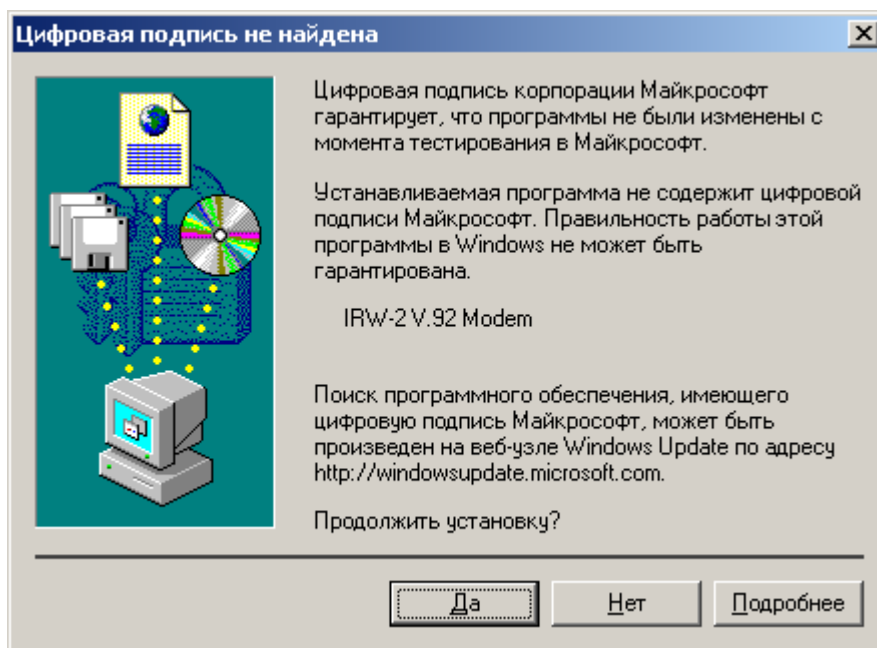 Цифровая подпись не найдена
Цифровая подпись корпорации Майкрософт
гарантирует, что программы не были изменены с
момента тестирования в Майкрософт.
Устанавливаемая программа не содержит цифровой
подписи Майкрософт. Правильность работы этой
программы в Windows не может быть
гарантирована.
IRW-2 V.92 Modem
Поиск программного обеспечения, имеющего
цифровую подпись Майкрософт, может быть
произведен на веб-узле Windows Update по адресу
http://windowsupdate.microsoft.com.
Продолжить установку?
Да
Нет
Подробнее